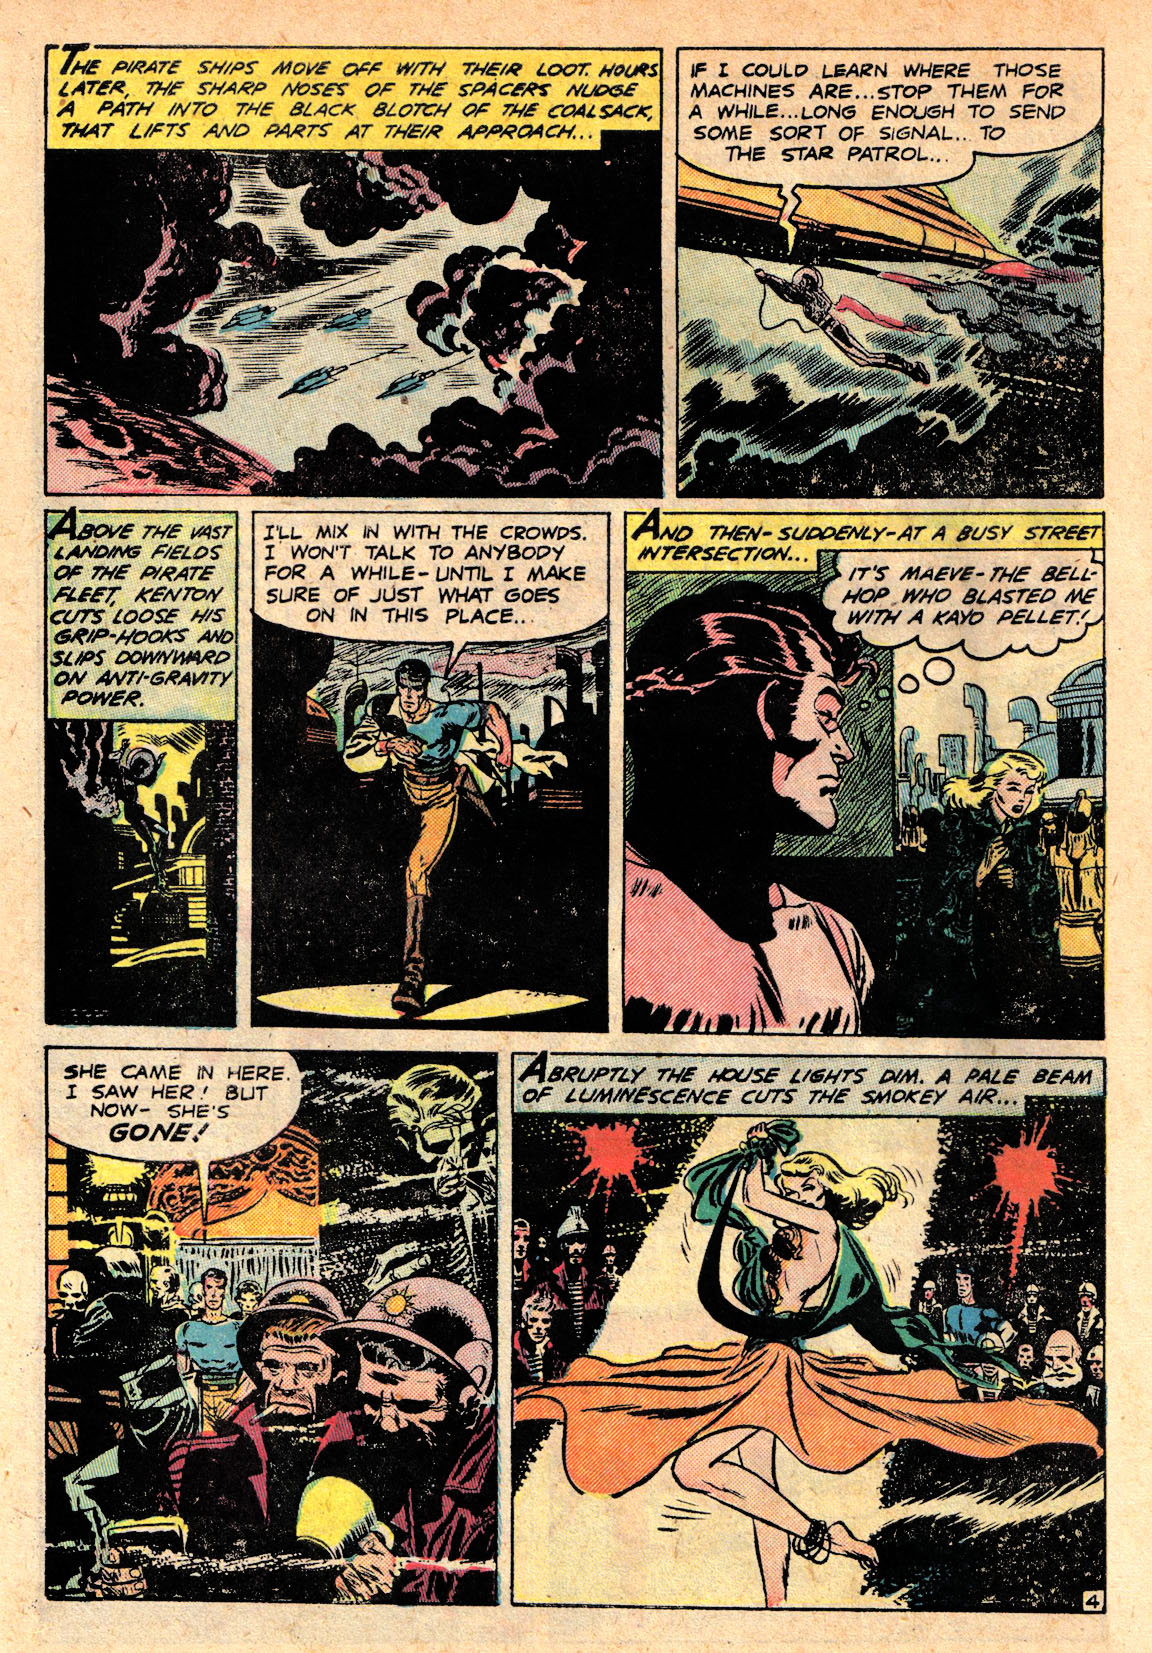 THE PIRATE SHIPS MOVE OFF WITH THEIR LOOT. HOURS
LATER, THE SHARP NOSES OF THE SPACERS NUDGE
A PATH INTO THE BLACK BLOTCH OF THE COALSACK,
THAT LIFTS AND PARTS AT THEIR APPROACH...
IF I COULD LEARN WHERE THOSE
MACHINES ARE...STOP THEM FOR
A WHILE...LONG ENOUGH TO SEND
SOME SORT OF SIGNAL... TO
THE STAR PATROL...
ABOVE THE VAST
LANDING FIELDS
OF THE PIRATE
FLEET, KENTON
CUTS LOOSE HIS
GRIP-HOOKS AND
SLIPS DOWNWARD
ON ANTI-GRAVITY
POWER.
I'LL MIX IN WITH THE CROWDS.
I WON'T TALK TO ANYBODY
FOR A WHILE-UNTIL I MAKE
SURE OF JUST WHAT GOES
ON IN THIS PLACE...
AND THEN-SUDDENLY-AT A BUSY STREET
INTERSECTION...
IT'S MAEVE-THE BELL-
HOP WHO BLASTED ME
WITH A KAYO PELLET!
SHE CAME IN HERE.
I SAW HER! BUT
NOW- SHE'S
GONE!
ABRUPTLY THE HOUSE LIGHTS DIM. A PALE BEAM
OF LUMINESCENCE CUTS THE SMOKEY AIR...
4